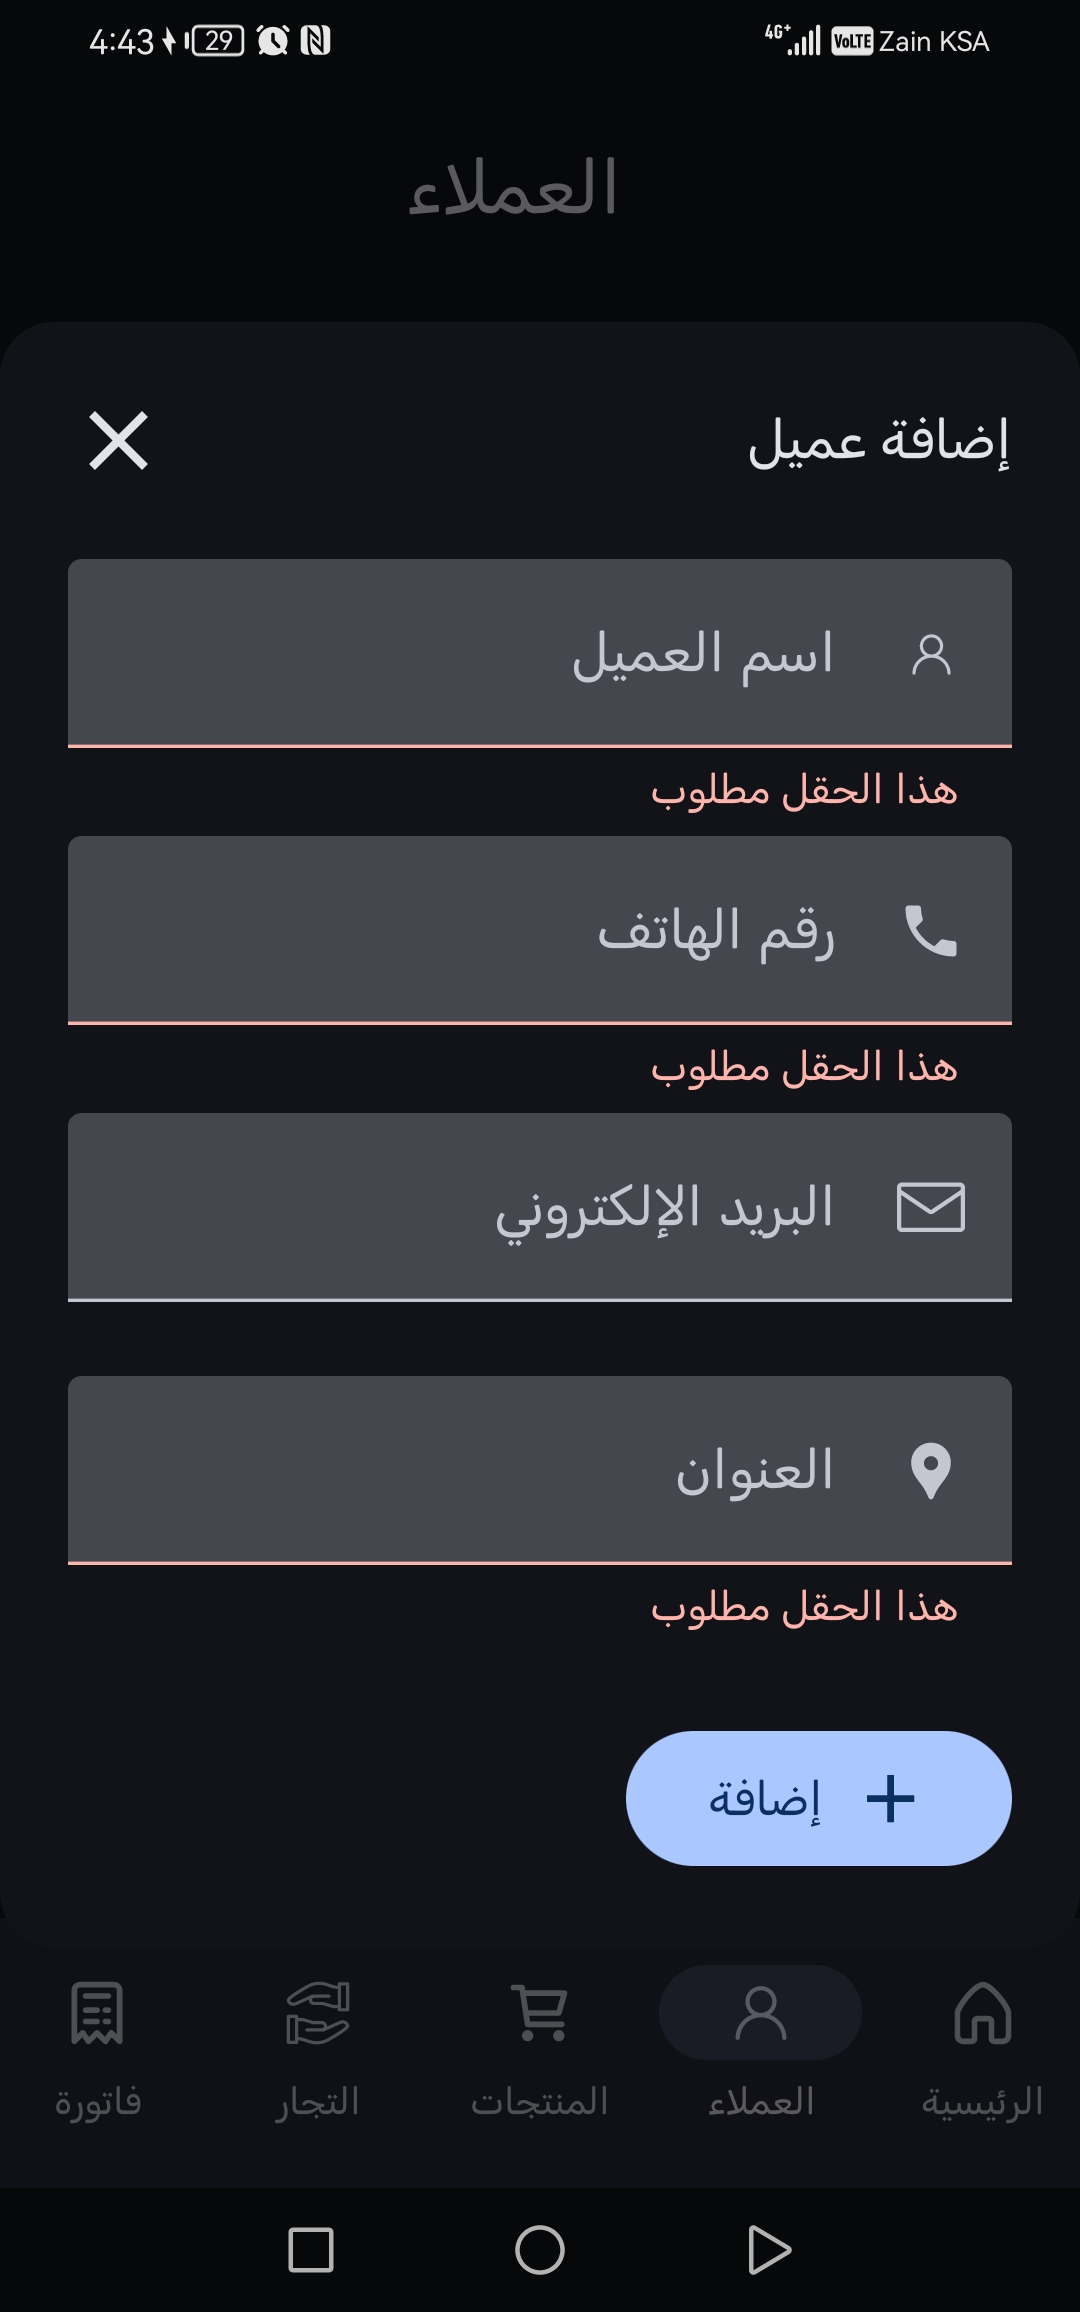 4:43 29 4G+ VoLTE Zain KSA
العملاء
إضافة عميل
اسم العميل
هذا الحقل مطلوب
رقم الهاتف
هذا الحقل مطلوب
البريد الإلكتروني
العنوان
هذا الحقل مطلوب
إضافة
الرئيسية العملاء المنتجات التجار فاتورة